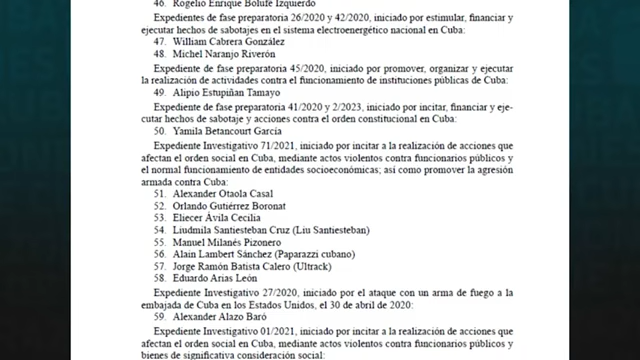 46. Rogelio Enrique Bolufé Izquierdo
Expedientes de fase preparatoria 26/2020 y 42/2020, iniciado por estimular, financiar y
ejecutar hechos de sabotajes en el sistema electroenergético nacional en Cuba:
47. William Cabrera González
48. Michel Naranjo Riverón
Expediente de fase preparatoria 45/2020, iniciado por promover, organizar y ejecutar
la realización de actividades contra el funcionamiento de instituciones públicas de Cuba:
49. Alipio Estupiñan Tamayo
Expediente de fase preparatoria 41/2020 y 2/2023, iniciado por incitar, financiar y eje-
cutar hechos de sabotaje y acciones contra el orden constitucional en Cuba:
50. Yamila Betancourt García
Expediente Investigativo 71/2021, iniciado por incitar a la realización de acciones que
afectan el orden social en Cuba, mediante actos violentos contra funcionarios públicos y
el normal funcionamiento de entidades socioeconómicas; así como promover la agresión
armada contra Cuba:
51. Alexander Otaola Casal
52. Orlando Gutiérrez Boronat
53. Eliecer Ávila Cecilia
54. Liudmila Santiesteban Cruz (Liu Santiesteban)
55. Manuel Milanés Pizonero
56. Alain Lambert Sánchez (Paparazzi cubano)
57. Jorge Ramón Batista Calero (Ultrack)
58. Eduardo Arias León
Expediente Investigativo 27/2020, iniciado por el ataque con un arma de fuego a la
embajada de Cuba en los Estados Unidos, el 30 de abril de 2020:
59. Alexander Alazo Baró
Expediente Investigativo 01/2021, iniciado por incitar a la realización de acciones que
afectan el orden social en Cuba, mediante actos violentos contra funcionarios públicos y
bienes de significativa consideración social: